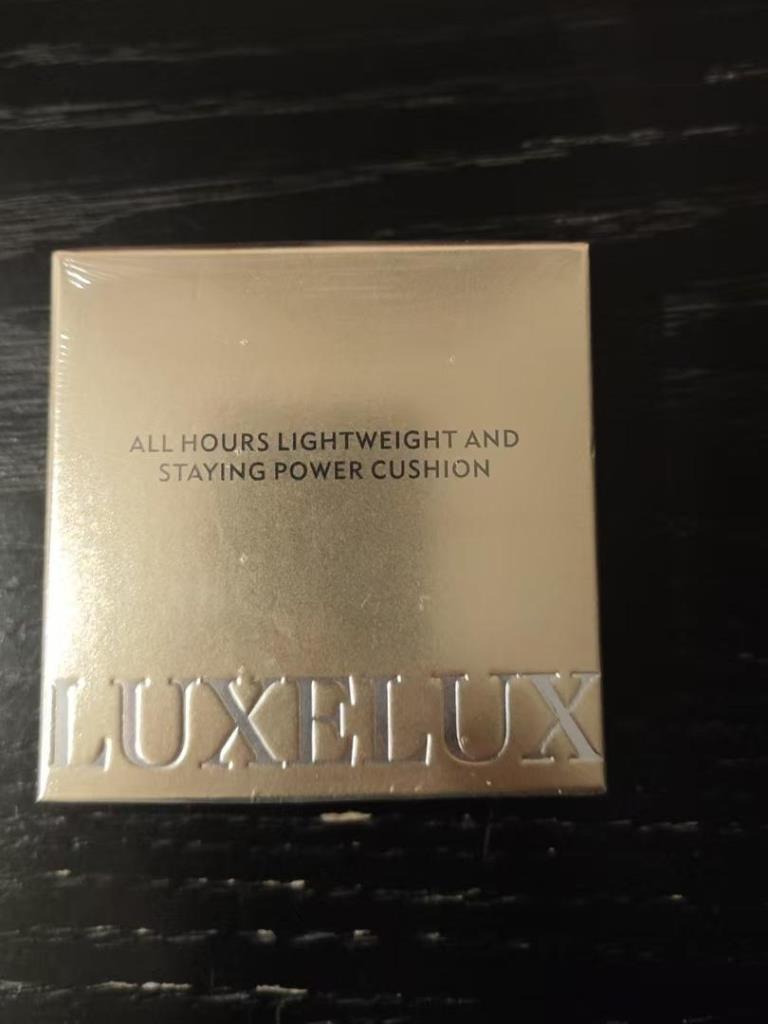 ALL HOURS LIGHTWEIGHT AND
STAYING POWER CUSHION
LUXELUX